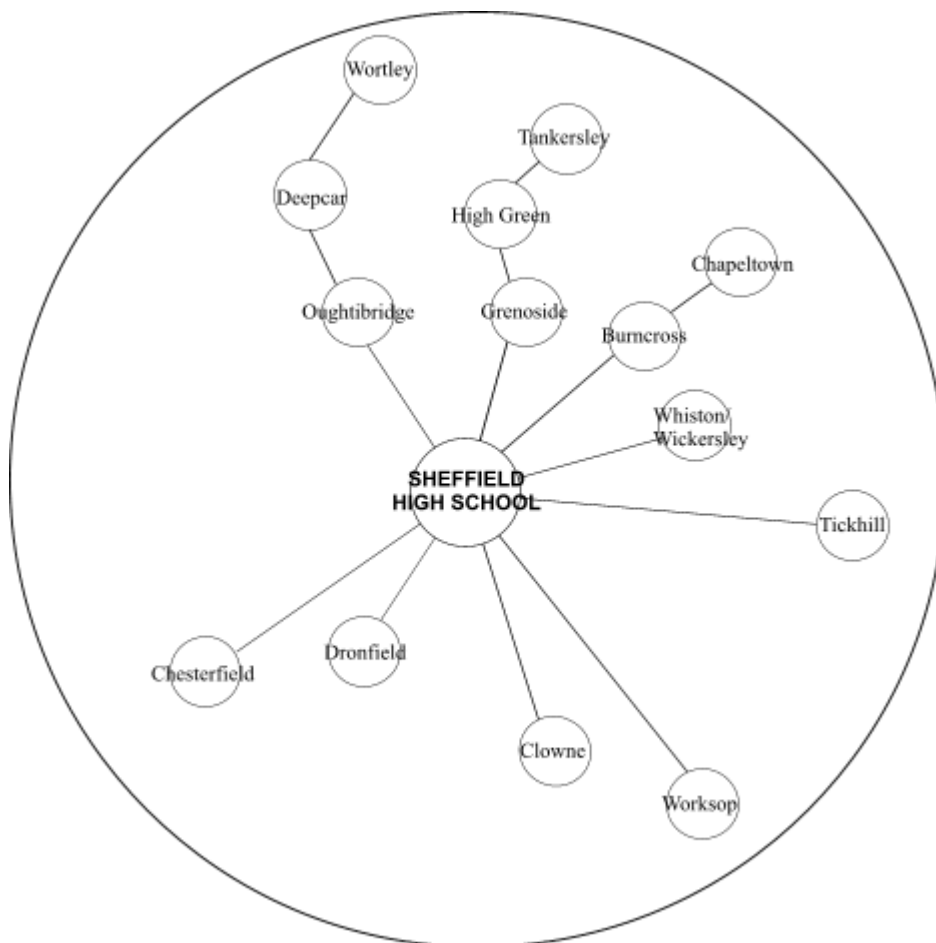 Wortley
Tankersley
Deepcar
High Green
Chapeltown
Oughtibridge
Grenoside
Burncross
Whiston/
Wickersley
SHEFFIELD
HIGH SCHOOL
Tickhill
Dronfield
Chesterfield
Clowne
Worksop